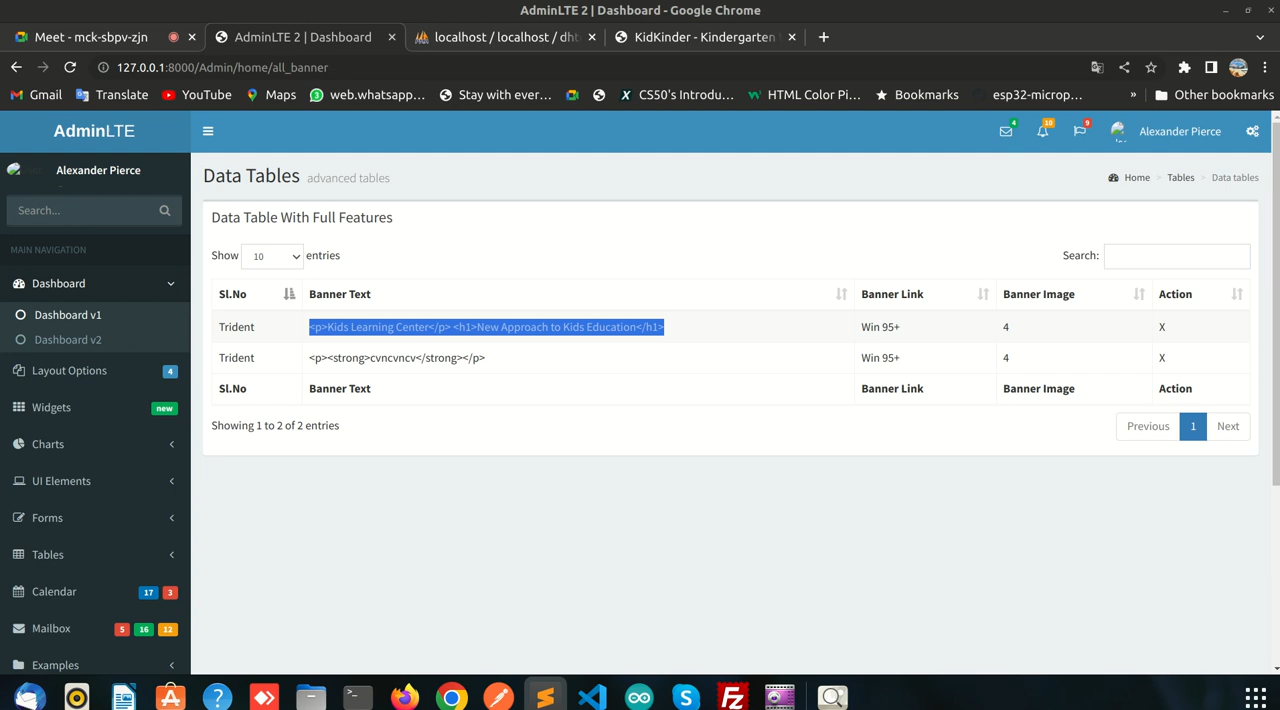 AdminLTE 2 | Dashboard - Google Chrome
Meet - mck-sbpv-zjn
AdminLTE 2 | Dashboard
localhost / localhost / dht
KidKinder - Kindergarten
127.0.0.1:8000/Admin/home/all_banner
Gmail
Translate
YouTube
Maps
web.whatsapp....
Stay with ever...
CS50's Introdu...
HTML Color Pi...
Bookmarks
esp32-microp...
»
Other bookmarks
AdminLTE
4
10
9
Alexander Pierce
Alexander Pierce
Search...
MAIN NAVIGATION
Dashboard
Dashboard v1
Dashboard v2
Layout Options 4
Widgets new
Charts
UI Elements
Forms
Tables
Calendar 17 3
Mailbox 5 16 12
Examples
Data Tables advanced tables
Home > Tables > Data tables
Data Table With Full Features
Show 10 entries
Search:
Sl.No Banner Text Banner Link Banner Image Action
Trident <p>Kids Learning Center</p> <h1>New Approach to Kids Education</h1> Win 95+ 4 X
Trident <p><strong>cvncvncv</strong></p> Win 95+ 4 X
Sl.No Banner Text Banner Link Banner Image Action
Showing 1 to 2 of 2 entries
Previous 1 Next